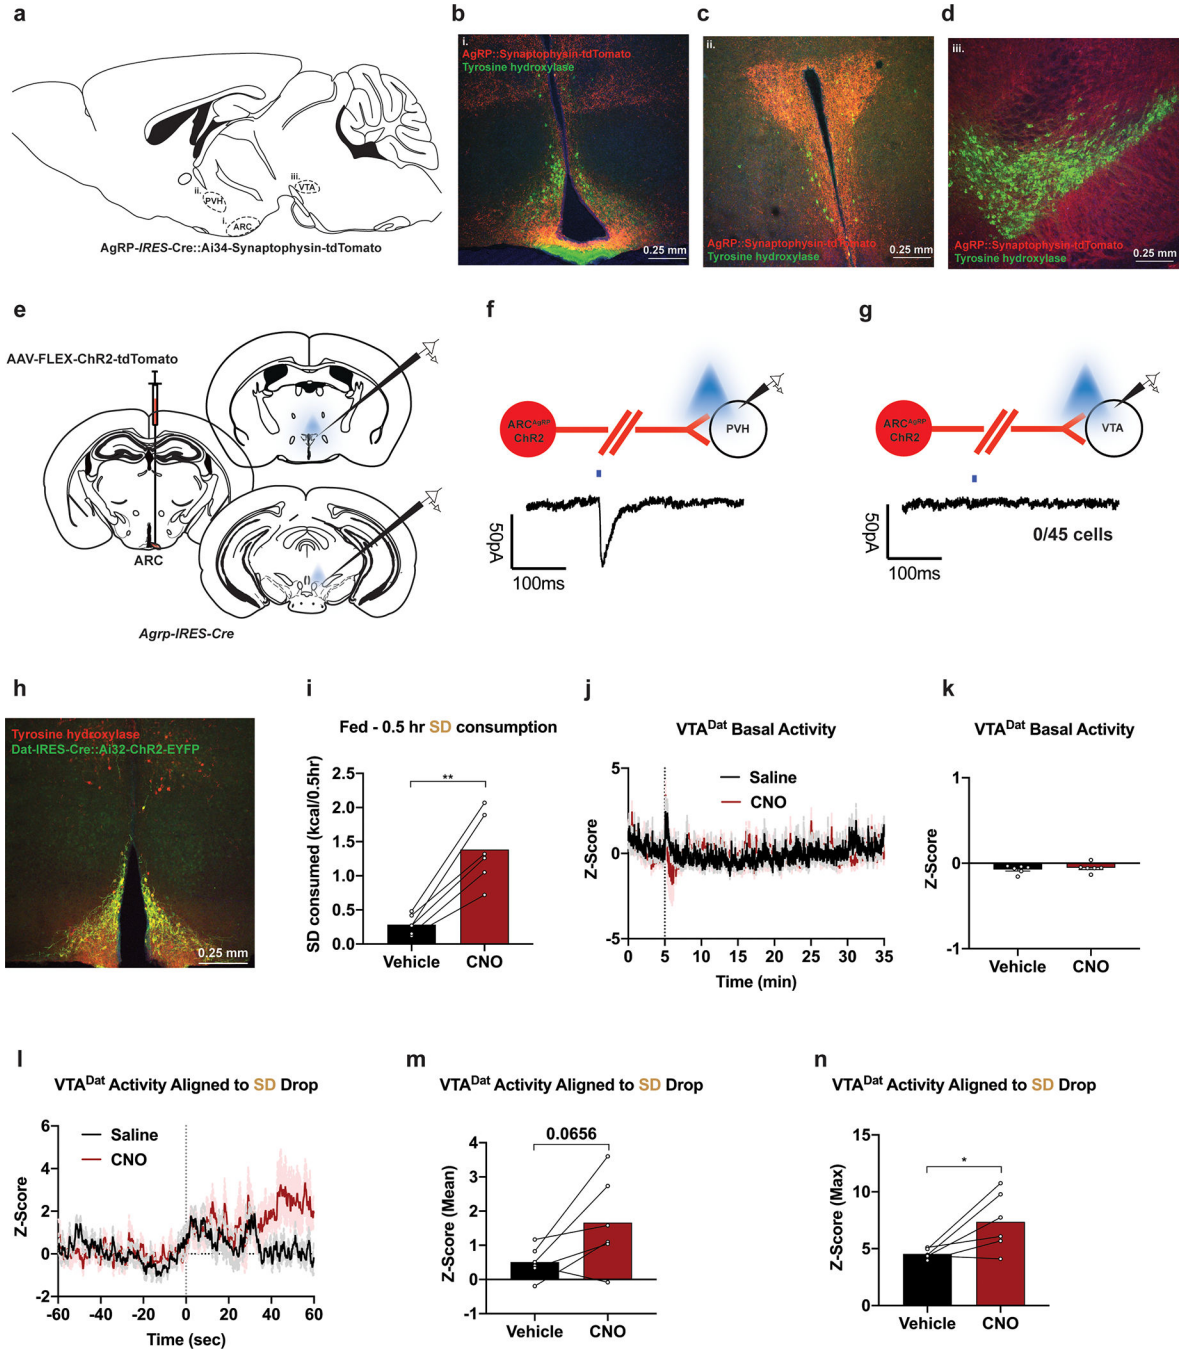 a
ii.
PVH
iii.
VTA
i.
ARC
AgRP-IRES-Cre::Ai34-Synaptophysin-tdTomato
b
i.
AgRP::Synaptophysin-tdTomato
Tyrosine hydroxylase
0.25 mm
c
ii.
AgRP::Synaptophysin-tdTomato
Tyrosine hydroxylase
0.25 mm
d
iii.
AgRP::Synaptophysin-tdTomato
Tyrosine hydroxylase
0.25 mm
e
AAV-FLEX-ChR2-tdTomato
ARC
Agrp-IRES-Cre
f
ARCAgRP
ChR2
PVH
50pA
100ms
g
ARCAgRP
ChR2
VTA
50pA
0/45 cells
100ms
h
Tyrosine hydroxylase
Dat-IRES-Cre::Ai32-ChR2-EYFP
0.25 mm
i
Fed - 0.5 hr SD consumption
SD consumed (kcal/0.5hr)
2.5
2.0
1.5
1.0
0.5
0.0
**
Vehicle CNO
j
VTADat Basal Activity
Z-Score
5
0
-5
Saline
CNO
0 5 10 15 20 25 30 35
Time (min)
k
VTADat Basal Activity
Z-Score
1
0
-1
Vehicle CNO
l
VTADat Activity Aligned to SD Drop
Z-Score
6
4
2
0
-2
Saline
CNO
-60 -40 -20 0 20 40 60
Time (sec)
m
VTADat Activity Aligned to SD Drop
Z-Score (Mean)
4
3
2
1
0
-1
0.0656
Vehicle CNO
n
VTADat Activity Aligned to SD Drop
Z-Score (Max)
15
10
5
0
*
Vehicle CNO